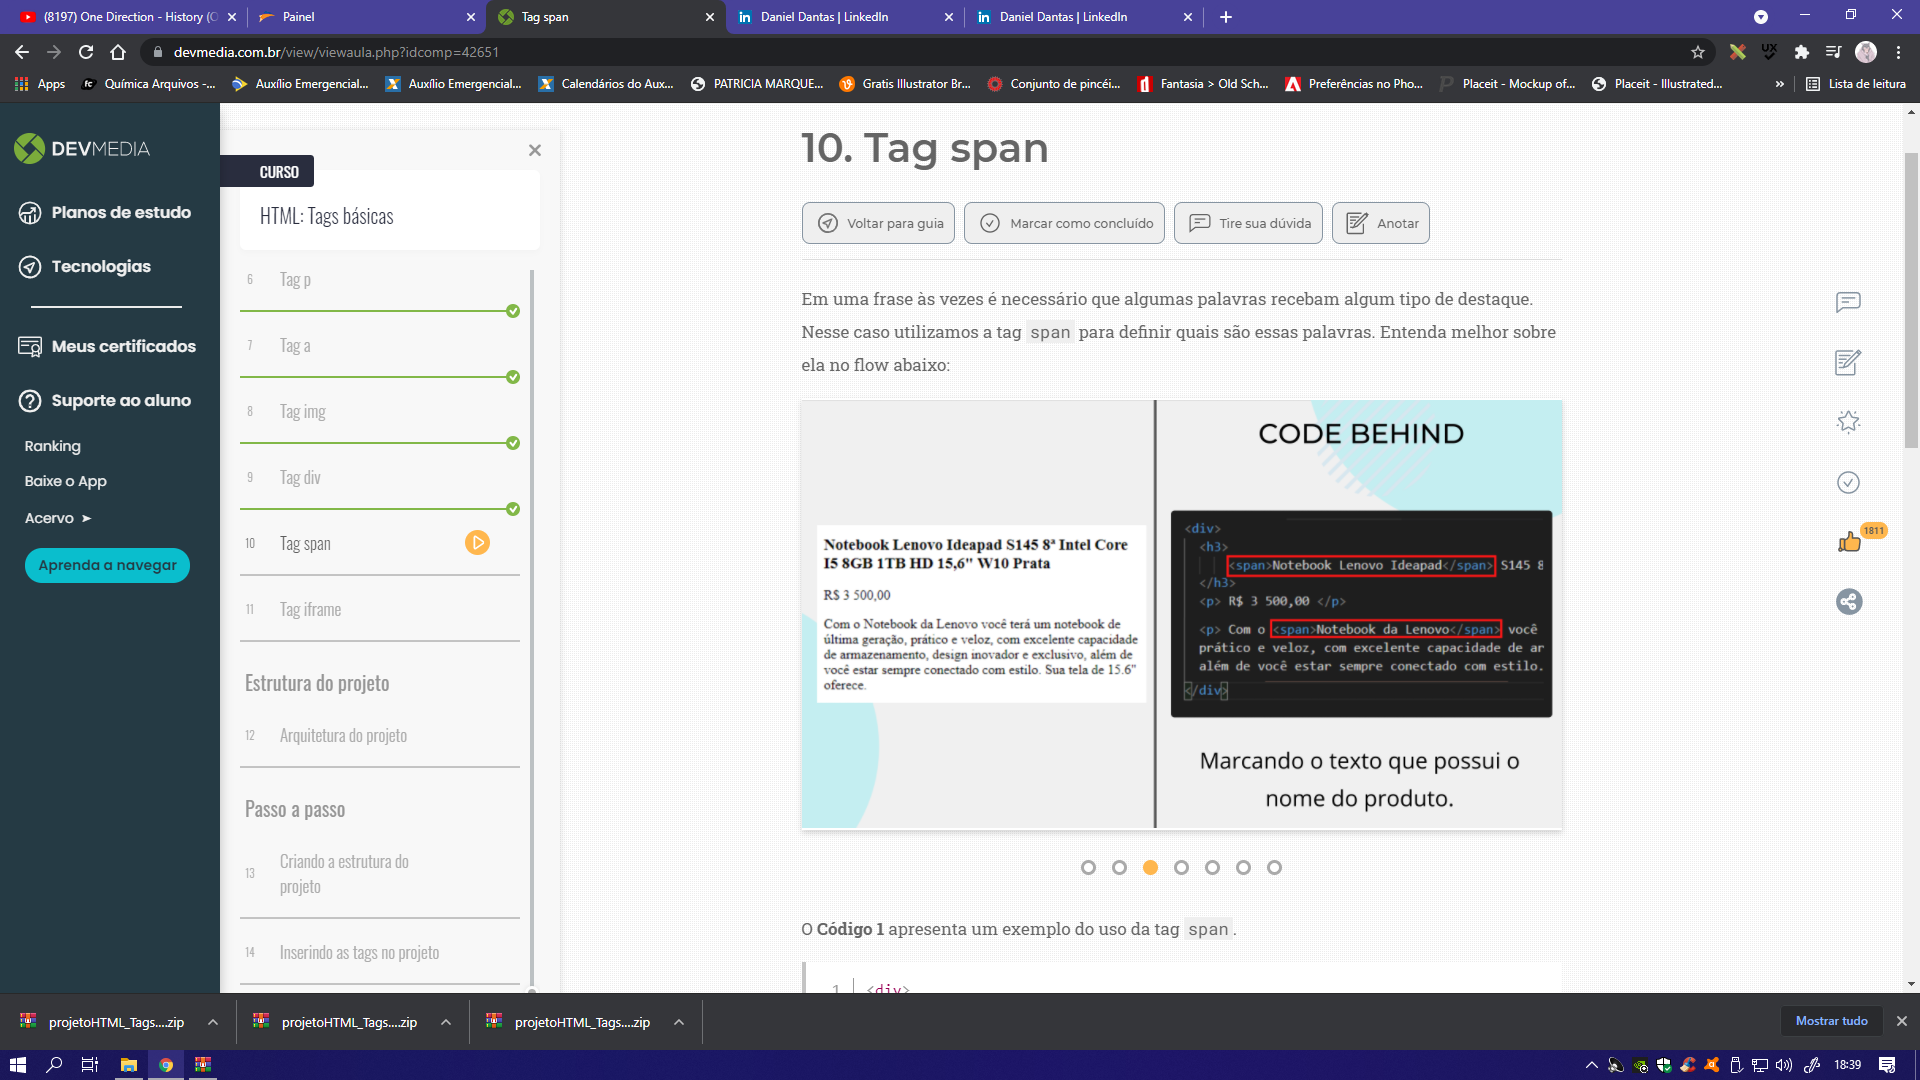 (8197) One Direction - History (O
Painel
Tag span
Daniel Dantas | LinkedIn
Daniel Dantas | LinkedIn
devmedia.com.br/view/viewaula.php?idcomp=42651
Apps
Química Arquivos -...
Auxílio Emergencial...
Auxílio Emergencial...
Calendários do Aux...
PATRICIA MARQUE...
Gratis Illustrator Br...
Conjunto de pincéi...
Fantasia > Old Sch...
Preferências no Pho...
Placeit - Mockup of...
Placeit - Illustrated...
»
Lista de leitura
DEVMEDIA
Planos de estudo
Tecnologias
Meus certificados
Suporte ao aluno
Ranking
Baixe o App
Acervo ➤
Aprenda a navegar
CURSO
HTML: Tags básicas
6 Tag p
7 Tag a
8 Tag img
9 Tag div
10 Tag span
11 Tag iframe
Estrutura do projeto
12 Arquitetura do projeto
Passo a passo
13 Criando a estrutura do
projeto
14 Inserindo as tags no projeto
10. Tag span
Voltar para guia
Marcar como concluído
Tire sua dúvida
Anotar
Em uma frase às vezes é necessário que algumas palavras recebam algum tipo de destaque.
Nesse caso utilizamos a tag span para definir quais são essas palavras. Entenda melhor sobre
ela no flow abaixo:
Notebook Lenovo Ideapad S145 8ª Intel Core
I5 8GB 1TB HD 15,6" W10 Prata
R$ 3 500,00
Com o Notebook da Lenovo você terá um notebook de
última geração, prático e veloz, com excelente capacidade
de armazenamento, design inovador e exclusivo, além de
você estar sempre conectado com estilo. Sua tela de 15.6"
oferece.
CODE BEHIND
<div>
<h3>
<span>Notebook Lenovo Ideapad</span> S145 8
</h3>
<p> R$ 3 500,00 </p>
<p> Com o <span>Notebook da Lenovo</span> você
prático e veloz, com excelente capacidade de ar
além de você estar sempre conectado com estilo.
</div>
Marcando o texto que possui o
nome do produto.
O Código 1 apresenta um exemplo do uso da tag span.
1 <div>
1811
projetoHTML_Tags....zip
projetoHTML_Tags....zip
projetoHTML_Tags....zip
Mostrar tudo
18:39